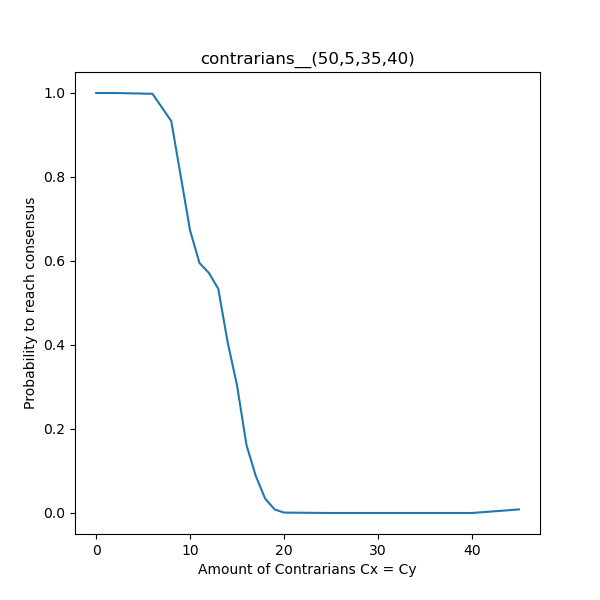 contrarians__(50,5,35,40)
Probability to reach consensus
1.0
0.8
0.6
0.4
0.2
0.0
0 10 20 30 40
Amount of Contrarians Cx = Cy